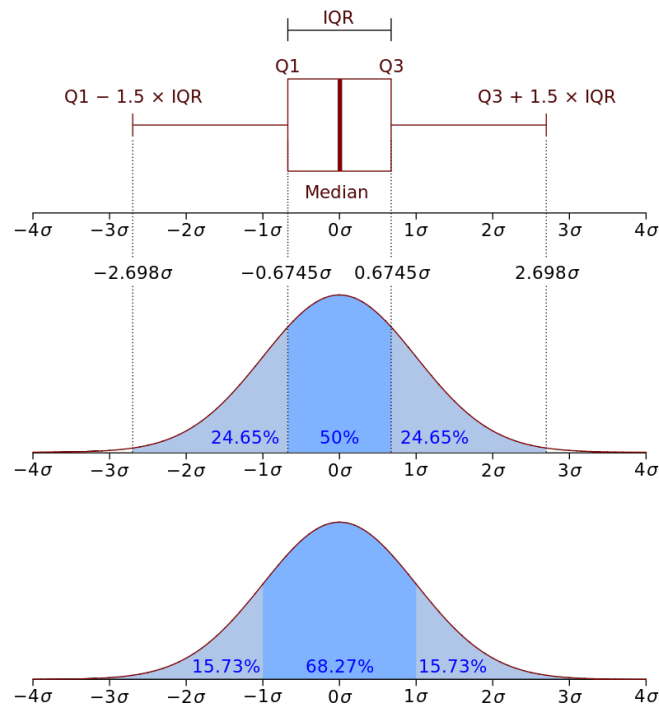 IQR
Q1 Q3
Q1 − 1.5 × IQR Q3 + 1.5 × IQR
Median
−4σ −3σ −2σ −1σ 0σ 1σ 2σ 3σ 4σ
−2.698σ −0.6745σ 0.6745σ 2.698σ
24.65% 50% 24.65%
−4σ −3σ −2σ −1σ 0σ 1σ 2σ 3σ 4σ
15.73% 68.27% 15.73%
−4σ −3σ −2σ −1σ 0σ 1σ 2σ 3σ 4σ